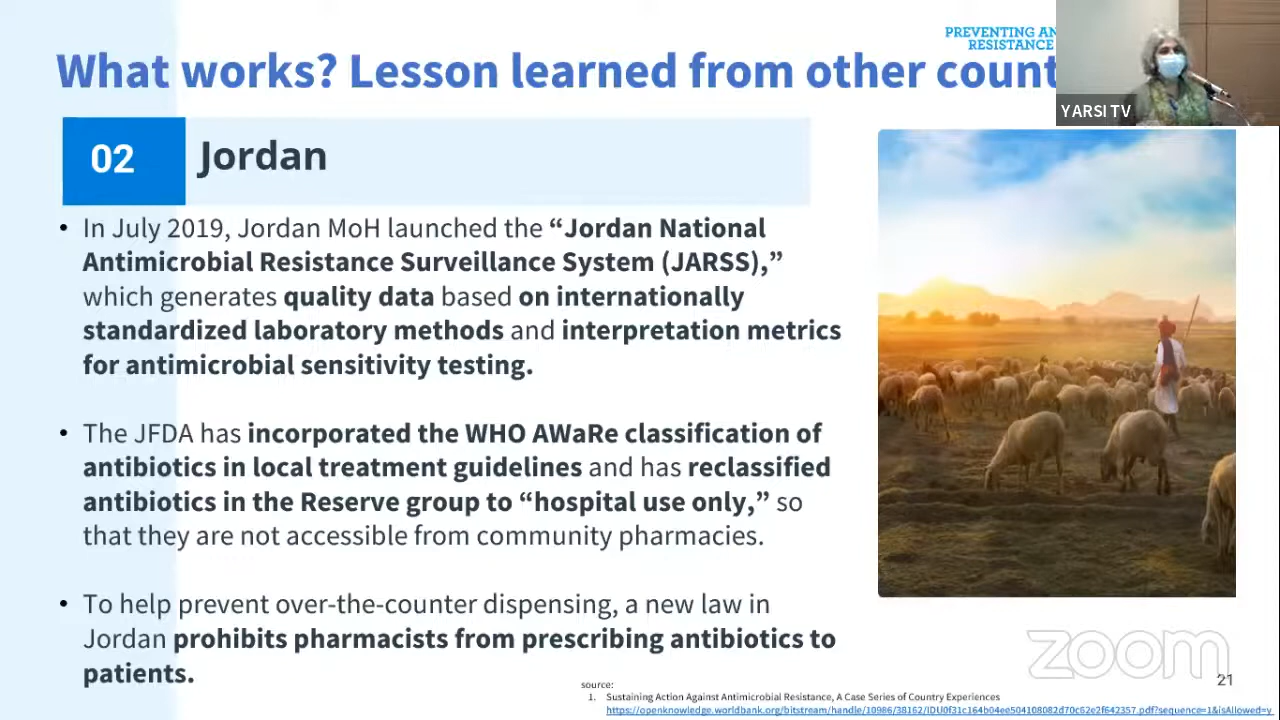 PREVENTING AN
RESISTANCE
What works? Lesson learned from other count
YARSI TV
02
Jordan
• In July 2019, Jordan MoH launched the “Jordan National
Antimicrobial Resistance Surveillance System (JARSS),”
which generates quality data based on internationally
standardized laboratory methods and interpretation metrics
for antimicrobial sensitivity testing.
• The JFDA has incorporated the WHO AWaRe classification of
antibiotics in local treatment guidelines and has reclassified
antibiotics in the Reserve group to “hospital use only,” so
that they are not accessible from community pharmacies.
• To help prevent over-the-counter dispensing, a new law in
Jordan prohibits pharmacists from prescribing antibiotics to
patients.
zoom
21
source:
1. Sustaining Action Against Antimicrobial Resistance, A Case Series of Country Experiences